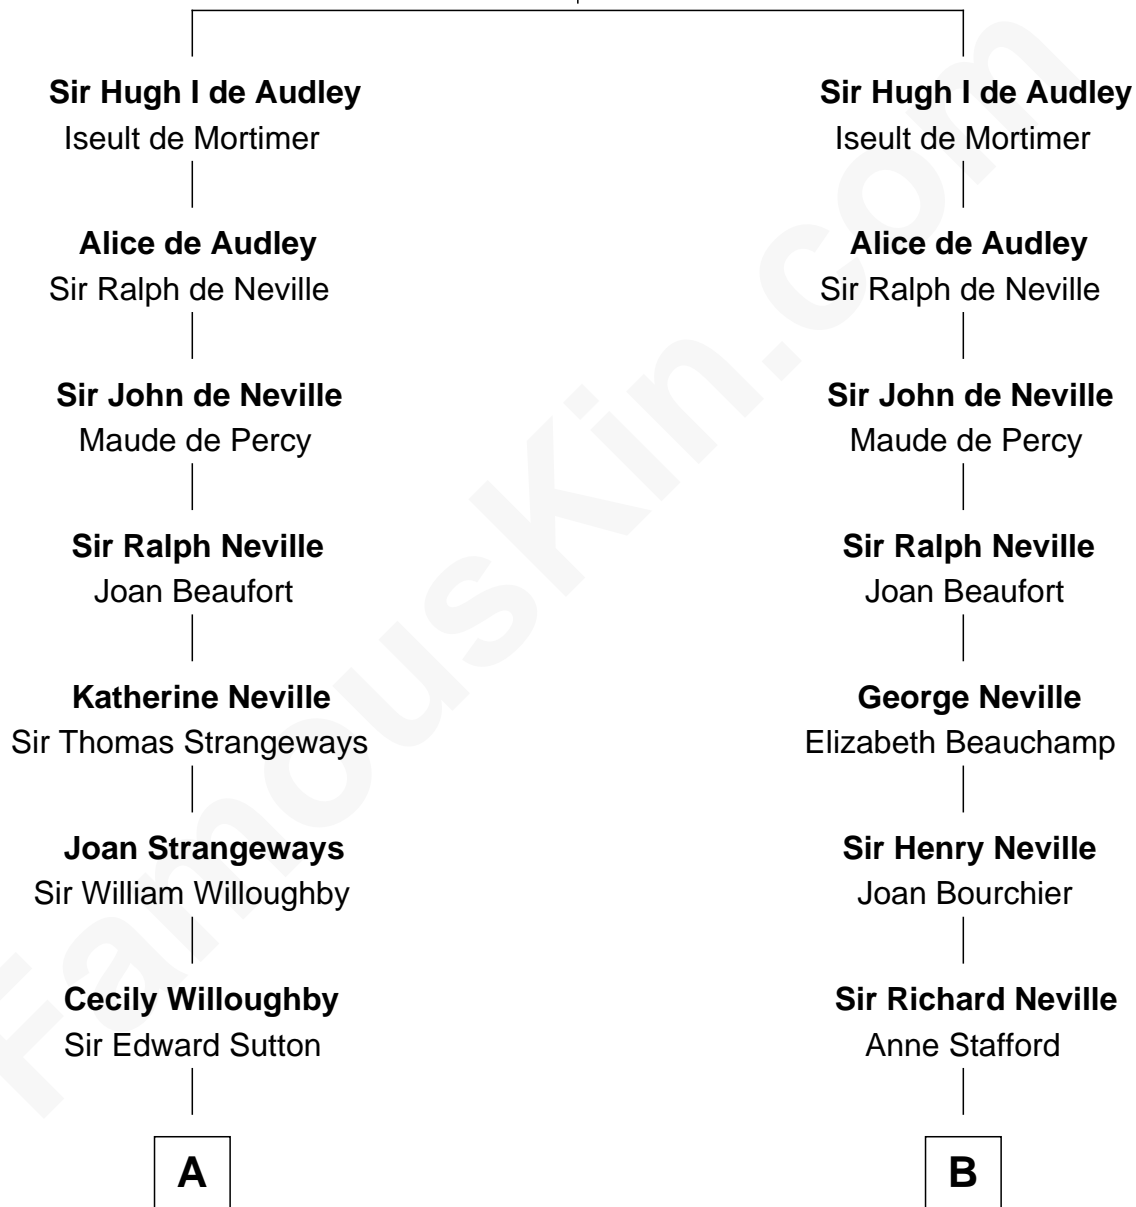 Sir Hugh I de Audley
Iseult de Mortimer
Alice de Audley
Sir Ralph de Neville
Sir John de Neville
Maude de Percy
Sir Ralph Neville
Joan Beaufort
Katherine Neville
Sir Thomas Strangeways
Joan Strangeways
Sir William Willoughby
Cecily Willoughby
Sir Edward Sutton
A
Sir Hugh I de Audley
Iseult de Mortimer
Alice de Audley
Sir Ralph de Neville
Sir John de Neville
Maude de Percy
Sir Ralph Neville
Joan Beaufort
George Neville
Elizabeth Beauchamp
Sir Henry Neville
Joan Bourchier
Sir Richard Neville
Anne Stafford
B
FamousKin.com